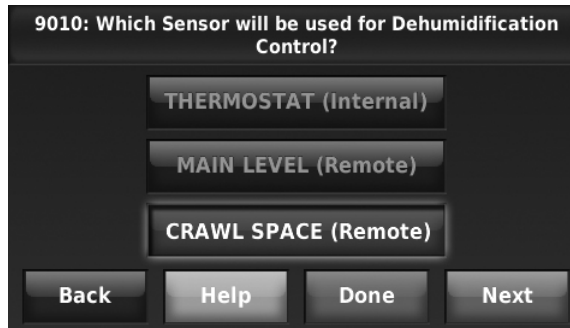 9010: Which Sensor will be used for Dehumidification
Control?
THERMOSTAT (Internal)
MAIN LEVEL (Remote)
CRAWL SPACE (Remote)
Back Help Done Next